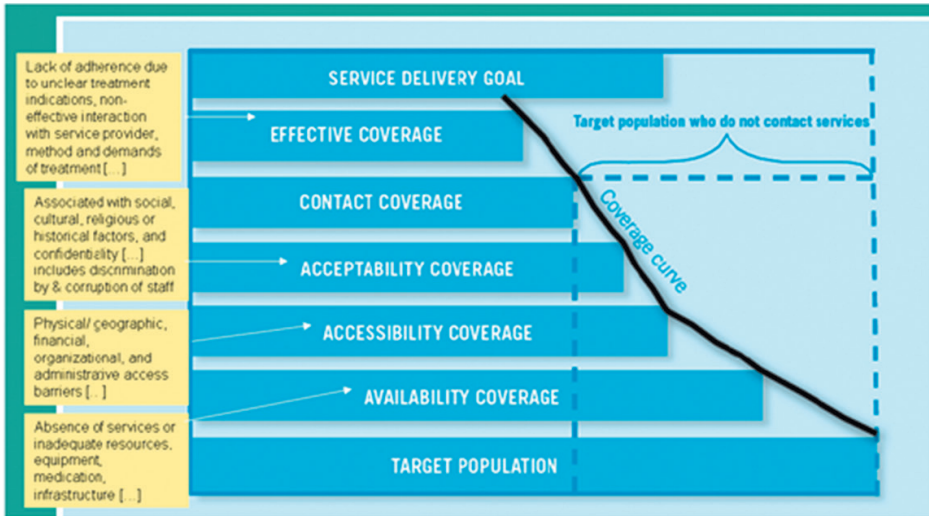 Lack of adherence due
to unclear treatment
indications, non-
effective interaction
with service provider,
method and demands
of treatment [...]
Associated with social,
cultural, religious or
historical factors, and
confidentiality [...]
includes discrimination
by & corruption of staff
Physical/ geographic,
financial,
organizational, and
administrative access
barriers [..]
Absence of services or
inadequate resources,
equipment,
medication,
infrastructure [...]
SERVICE DELIVERY GOAL
EFFECTIVE COVERAGE
CONTACT COVERAGE
ACCEPTABILITY COVERAGE
ACCESSIBILITY COVERAGE
AVAILABILITY COVERAGE
TARGET POPULATION
Target population who do not contact services
Coverage curve